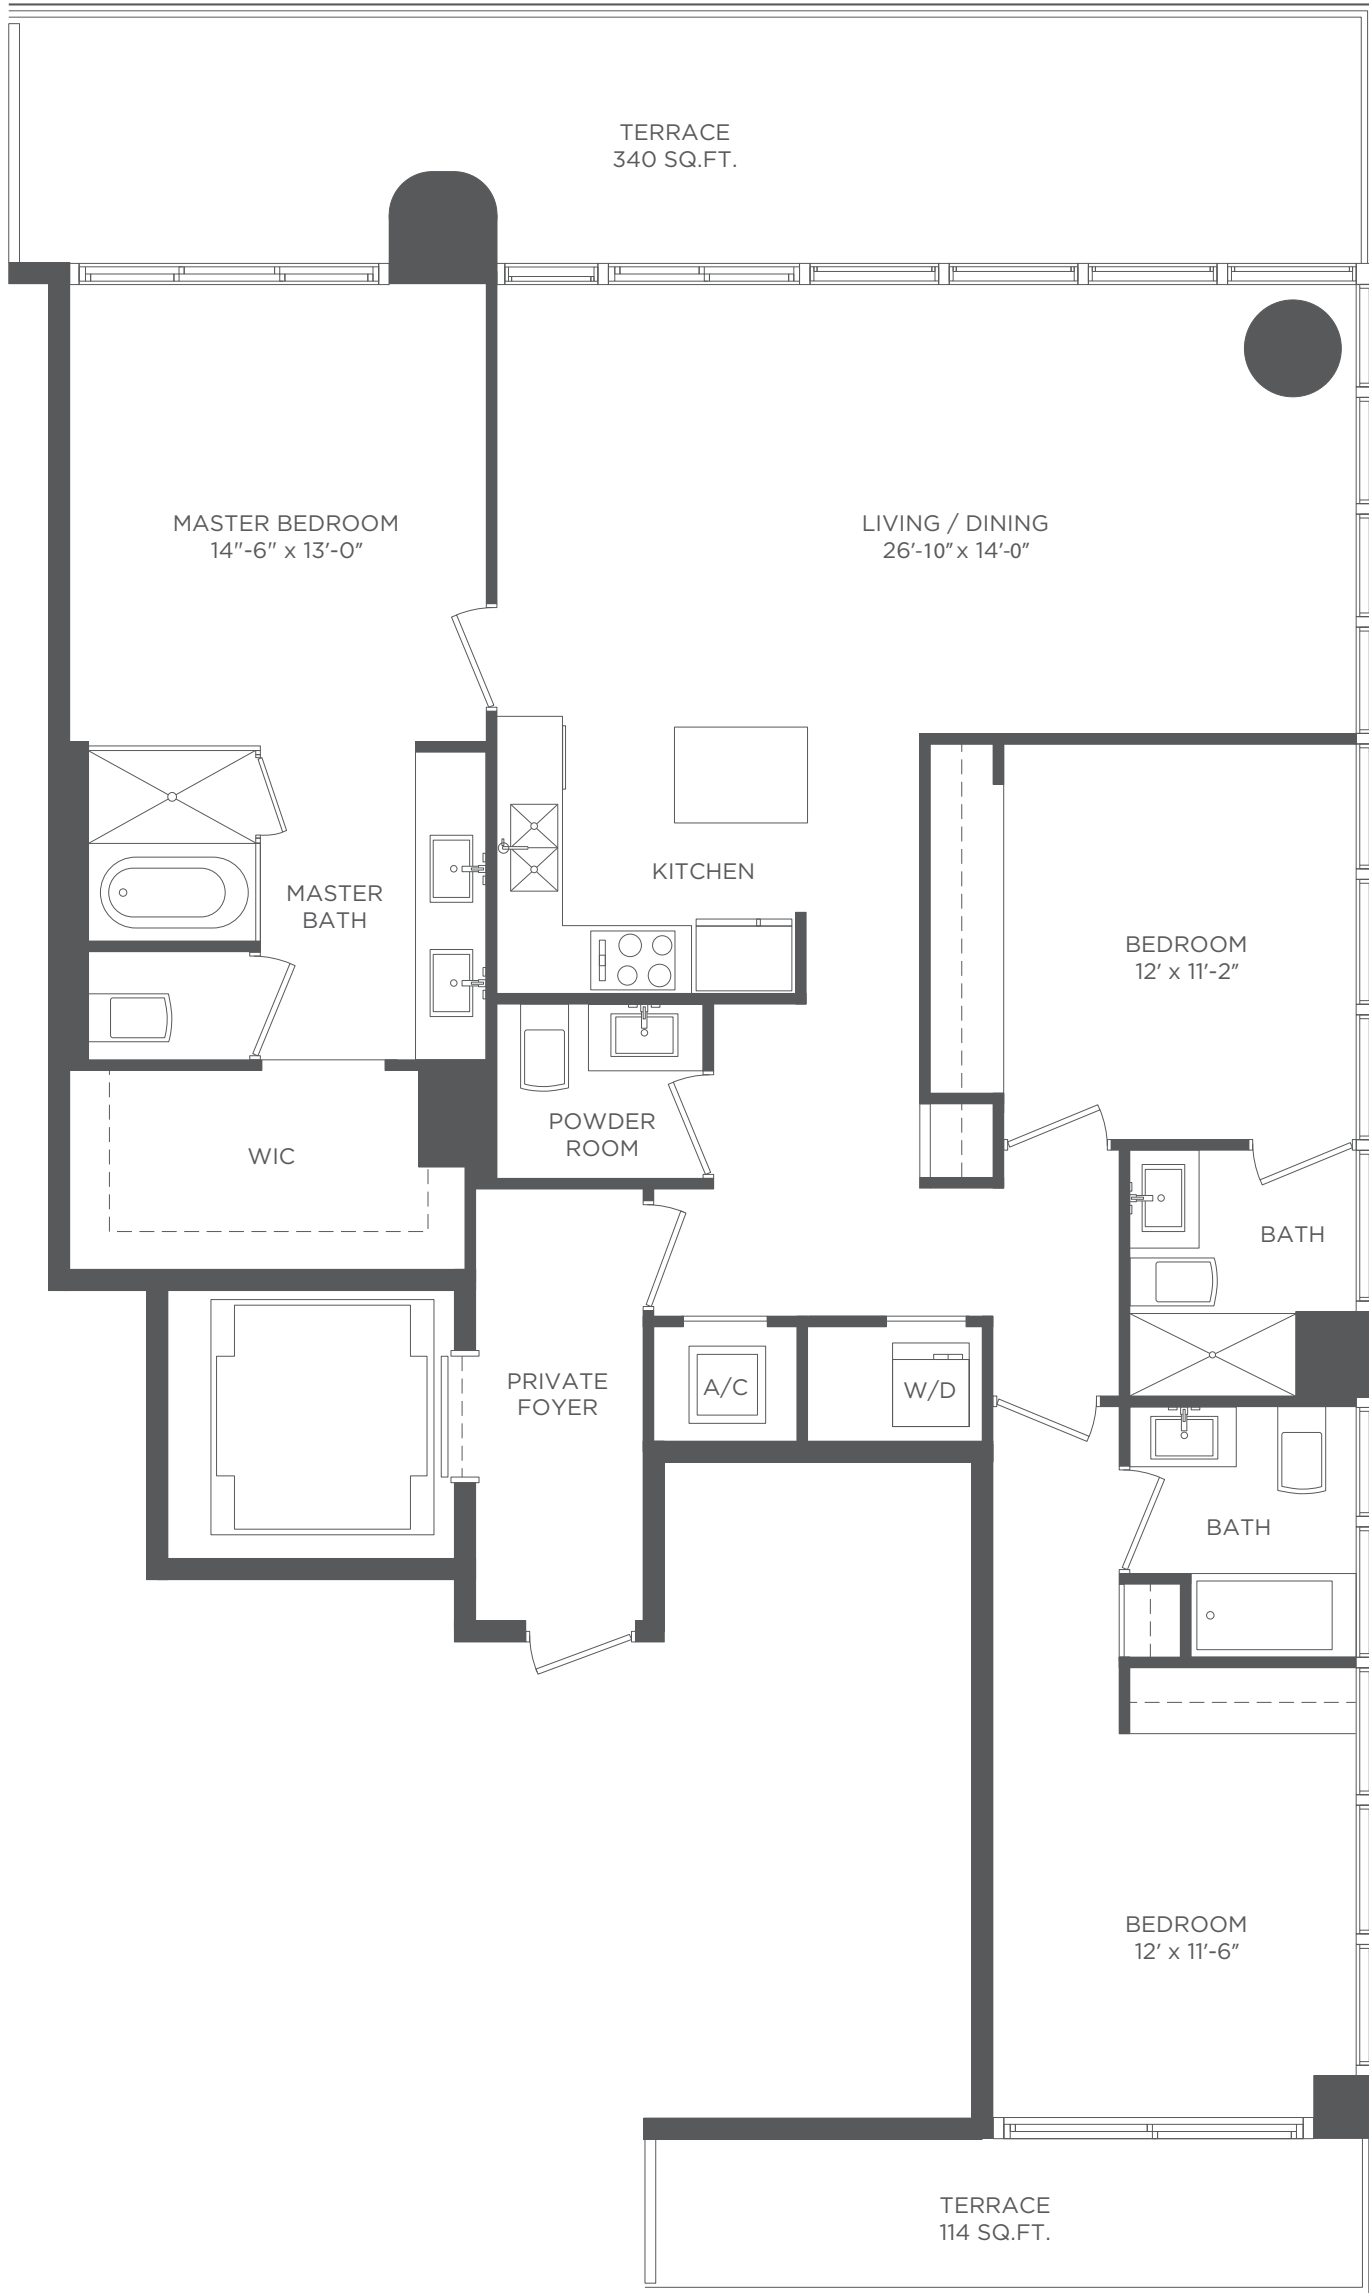 TERRACE
340 SQ.FT.
MASTER BEDROOM
14"-6" x 13'-0"
LIVING / DINING
26'-10" x 14'-0"
KITCHEN
MASTER
BATH
BEDROOM
12' x 11'-2"
POWDER
ROOM
WIC
BATH
PRIVATE
FOYER
A/C
W/D
BATH
BEDROOM
12' x 11'-6"
TERRACE
114 SQ.FT.